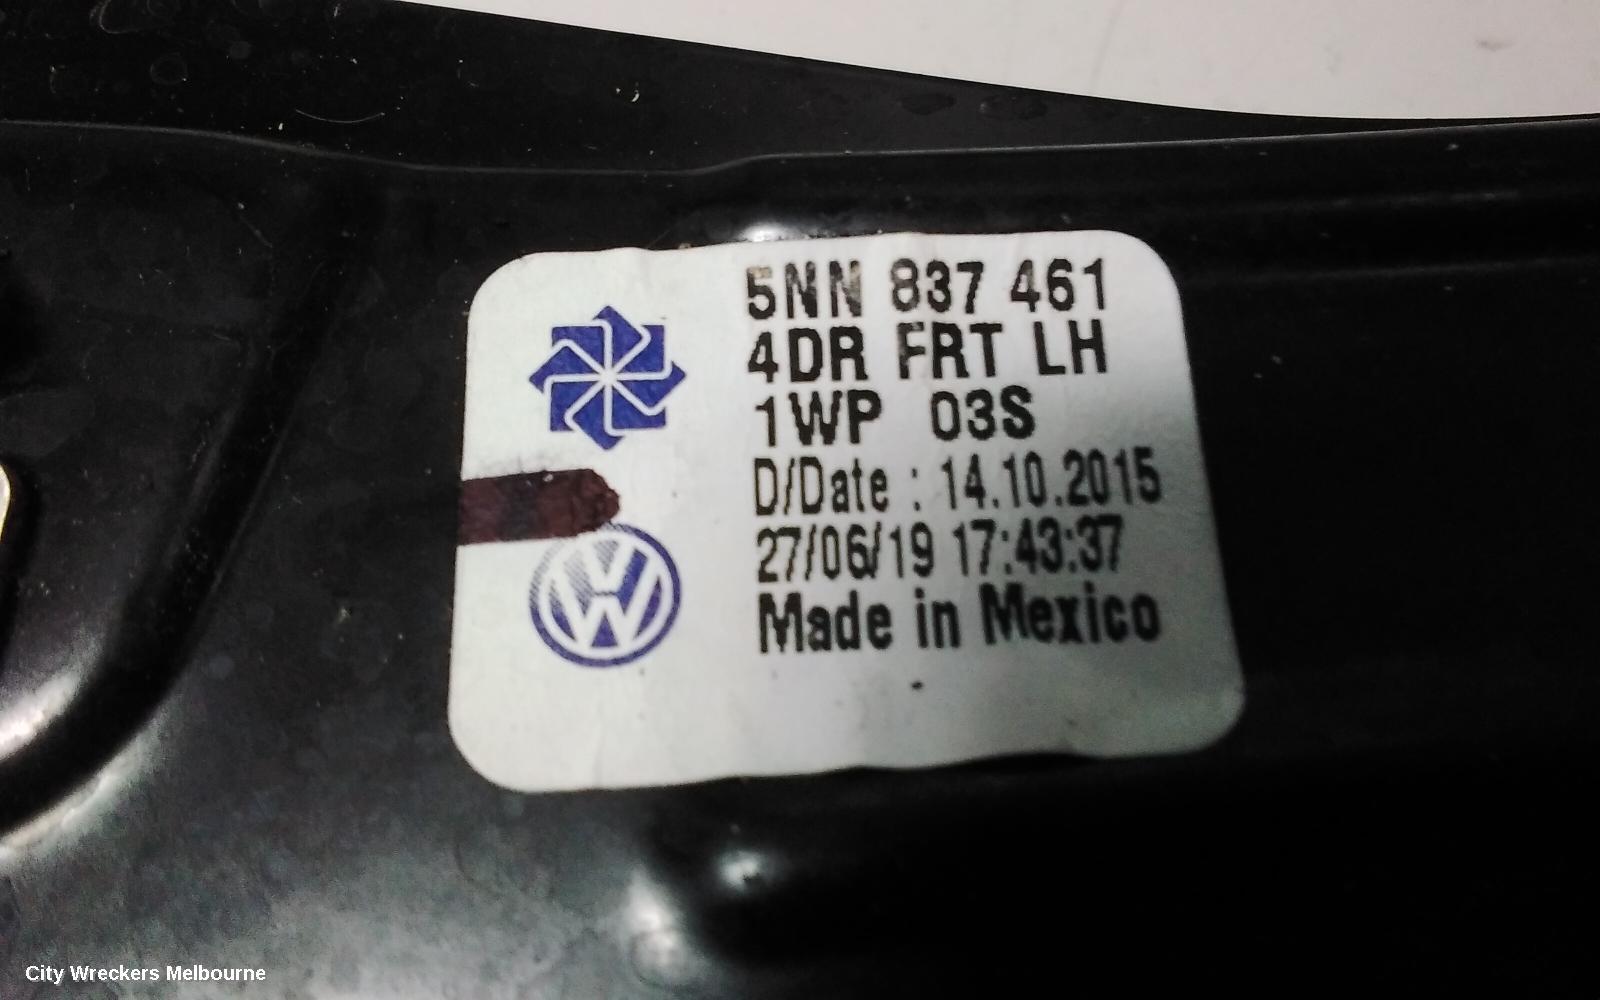 5NN 837 461
4DR FRT LH
1WP 03S
D/Date : 14.10.2015
27/06/19 17:43:37
Made in Mexico
City Wreckers Melbourne